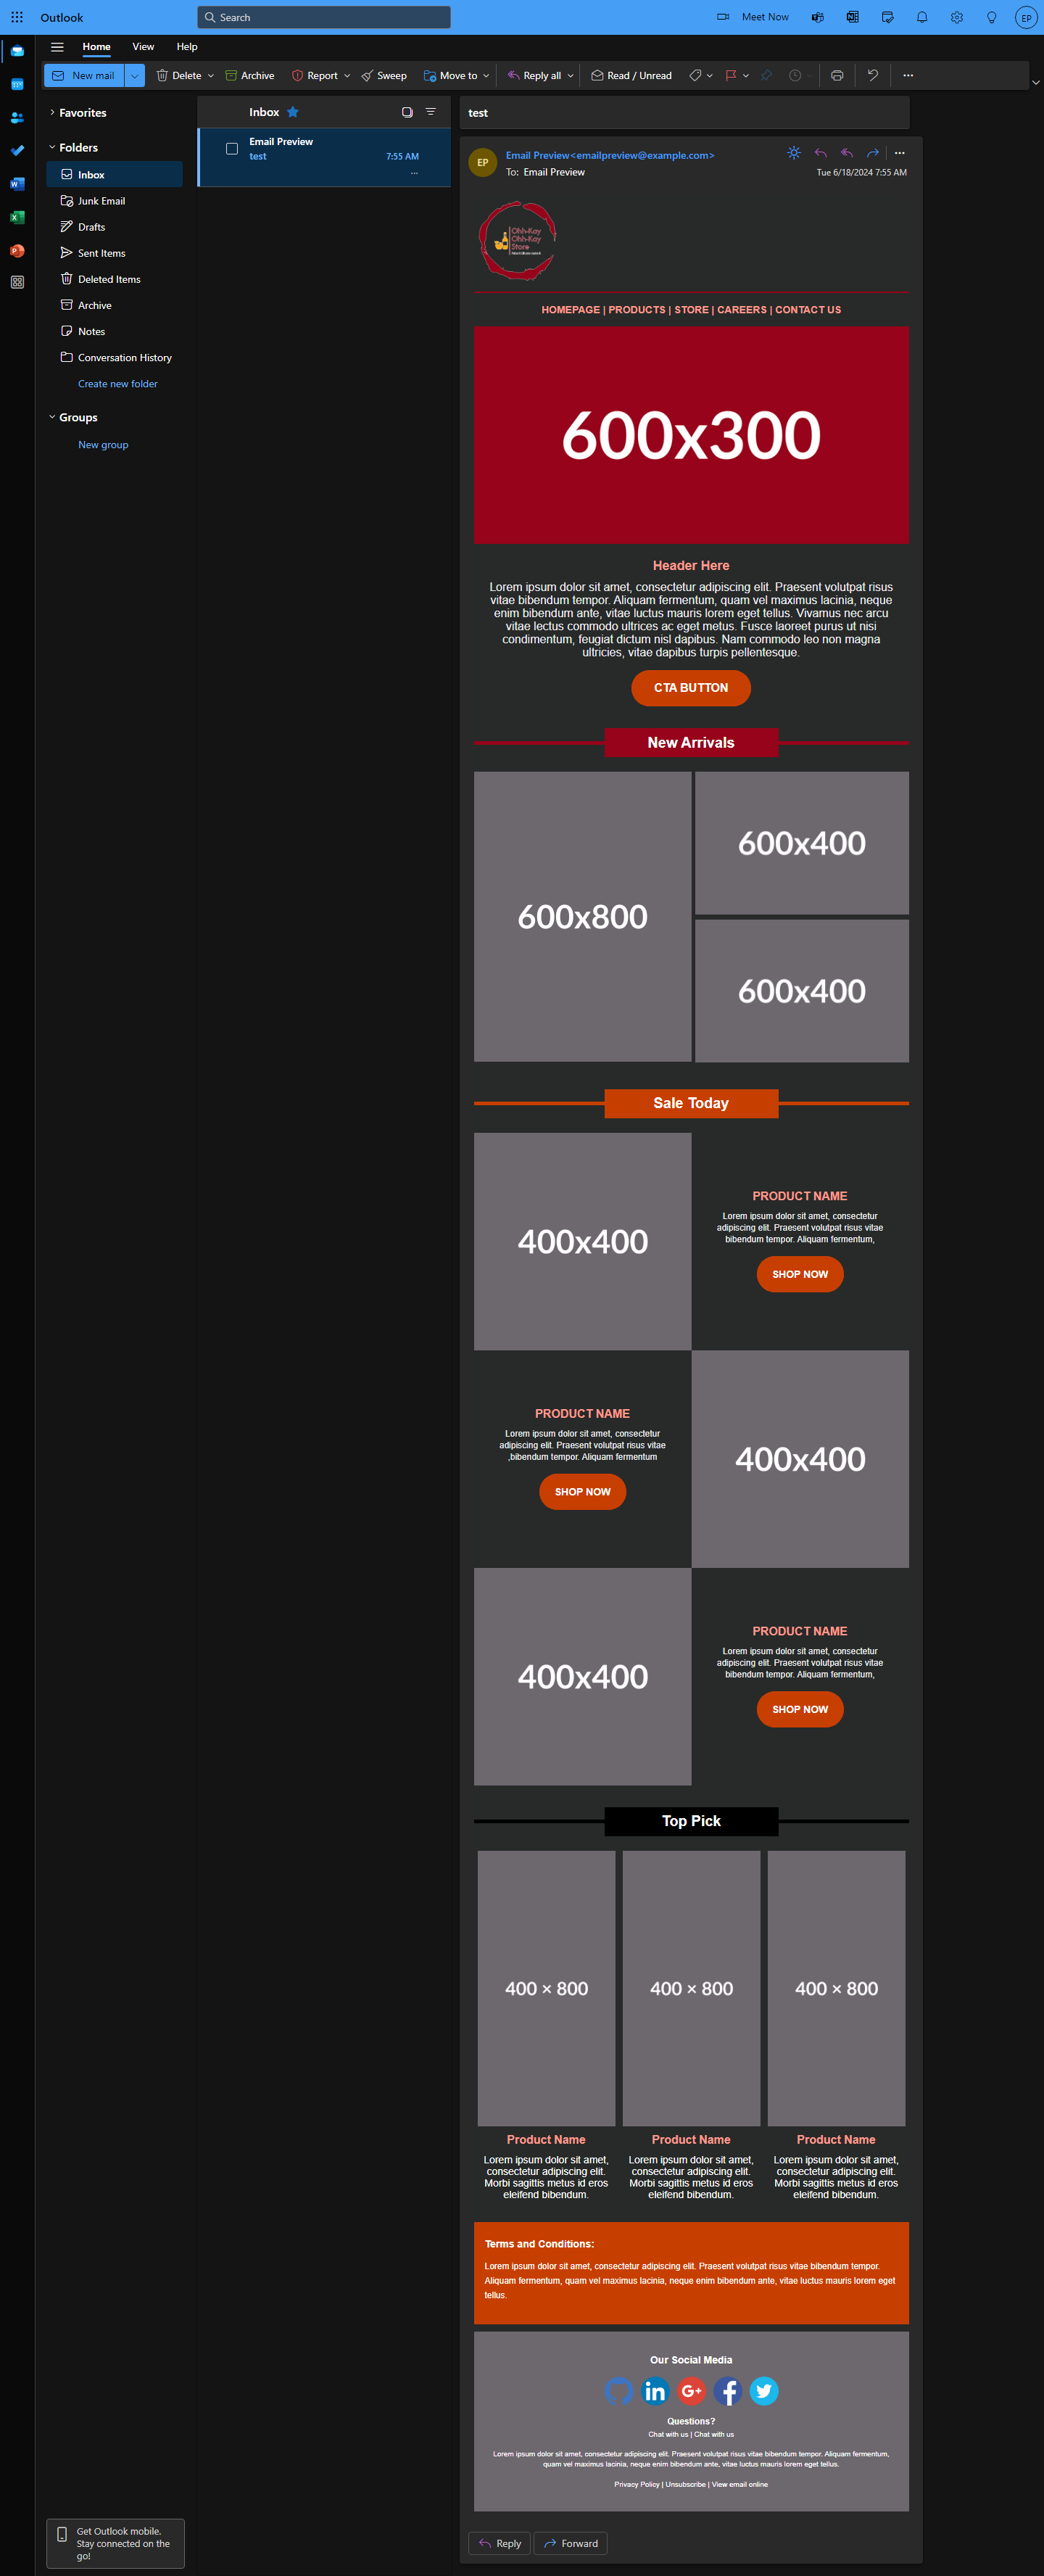 Outlook
Search
Meet Now
EP
Home
View
Help
New mail
Delete
Archive
Report
Sweep
Move to
Reply all
Read / Unread
Favorites
Folders
Inbox
Junk Email
Drafts
Sent Items
Deleted Items
Archive
Notes
Conversation History
Create new folder
Groups
New group
Inbox
Email Preview
test
7:55 AM
...
test
EP
Email Preview<emailpreview@example.com>
To: Email Preview
Tue 6/18/2024 7:55 AM
Ohh-Kay
Ohh-Kay
Store
HOMEPAGE | PRODUCTS | STORE | CAREERS | CONTACT US
600x300
Header Here
Lorem ipsum dolor sit amet, consectetur adipiscing elit. Praesent volutpat risus
vitae bibendum tempor. Aliquam fermentum, quam vel maximus lacinia, neque
enim bibendum ante, vitae luctus mauris lorem eget tellus. Vivamus nec arcu
vitae lectus commodo ultrices ac eget metus. Fusce laoreet purus ut nisi
condimentum, feugiat dictum nisl dapibus. Nam commodo leo non magna
ultricies, vitae dapibus turpis pellentesque.
CTA BUTTON
New Arrivals
600x800
600x400
600x400
Sale Today
400x400
PRODUCT NAME
Lorem ipsum dolor sit amet, consectetur
adipiscing elit. Praesent volutpat risus vitae
bibendum tempor. Aliquam fermentum,
SHOP NOW
PRODUCT NAME
Lorem ipsum dolor sit amet, consectetur
adipiscing elit. Praesent volutpat risus vitae
,bibendum tempor. Aliquam fermentum
SHOP NOW
400x400
400x400
PRODUCT NAME
Lorem ipsum dolor sit amet, consectetur
adipiscing elit. Praesent volutpat risus vitae
bibendum tempor. Aliquam fermentum,
SHOP NOW
Top Pick
400 × 800
400 × 800
400 × 800
Product Name
Lorem ipsum dolor sit amet,
consectetur adipiscing elit.
Morbi sagittis metus id eros
eleifend bibendum.
Product Name
Lorem ipsum dolor sit amet,
consectetur adipiscing elit.
Morbi sagittis metus id eros
eleifend bibendum.
Product Name
Lorem ipsum dolor sit amet,
consectetur adipiscing elit.
Morbi sagittis metus id eros
eleifend bibendum.
Terms and Conditions:
Lorem ipsum dolor sit amet, consectetur adipiscing elit. Praesent volutpat risus vitae bibendum tempor.
Aliquam fermentum, quam vel maximus lacinia, neque enim bibendum ante, vitae luctus mauris lorem eget
tellus.
Our Social Media
in
G+
f
Questions?
Chat with us | Chat with us
Lorem ipsum dolor sit amet, consectetur adipiscing elit. Praesent volutpat risus vitae bibendum tempor. Aliquam fermentum,
quam vel maximus lacinia, neque enim bibendum ante, vitae luctus mauris lorem eget tellus.
Privacy Policy | Unsubscribe | View email online
Reply
Forward
Get Outlook mobile.
Stay connected on the
go!